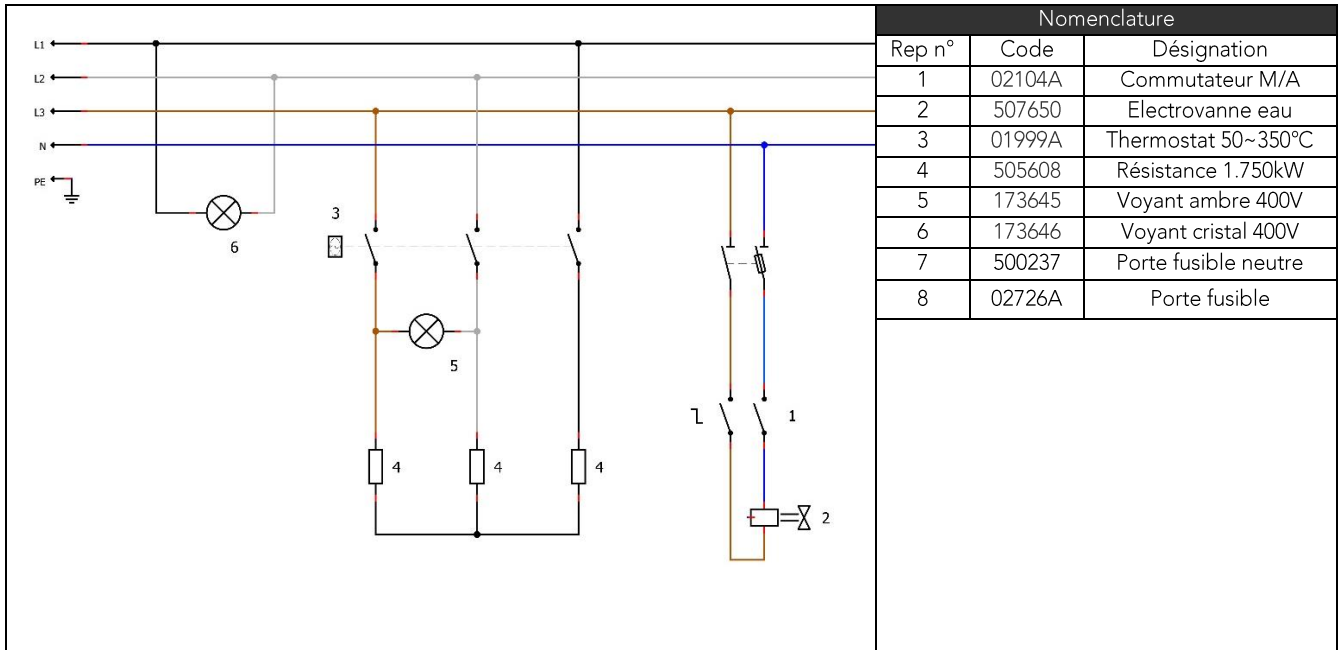 Nomenclature
Rep n° Code Désignation
1 02104A Commutateur M/A
2 507650 Electrovanne eau
3 01999A Thermostat 50~350°C
4 505608 Résistance 1.750kW
5 173645 Voyant ambre 400V
6 173646 Voyant cristal 400V
7 500237 Porte fusible neutre
8 02726A Porte fusible
L1
L2
L3
N
PE
3
6
5
1
4 4 4
2